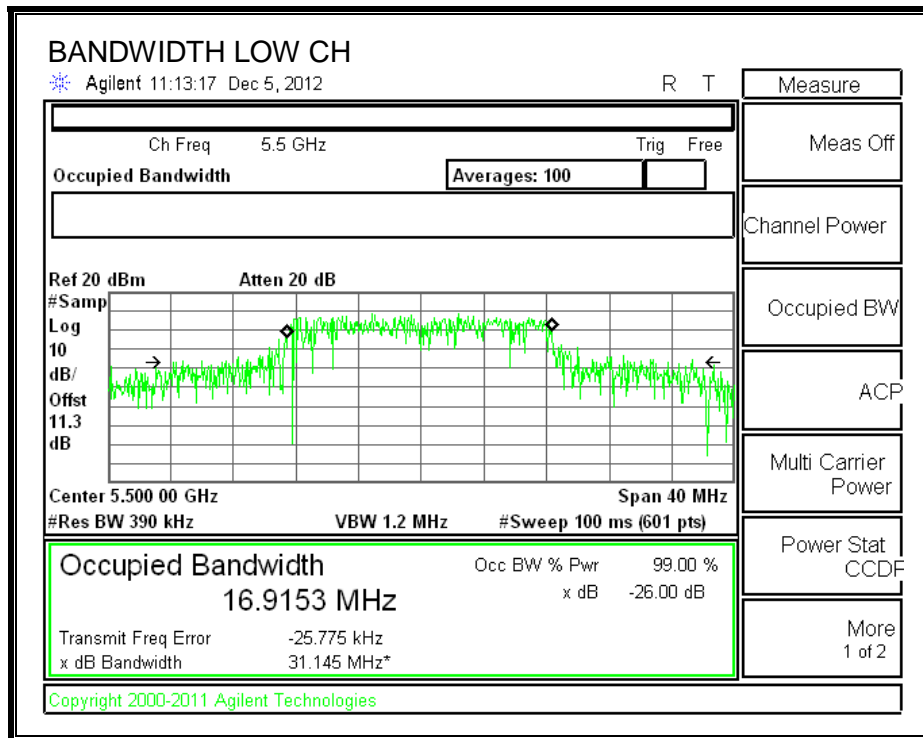 BANDWIDTH LOW CH
Agilent 11:13:17 Dec 5, 2012 R T
Measure
Ch Freq 5.5 GHz Trig Free
Meas Off
Occupied Bandwidth Averages: 100
Channel Power
Ref 20 dBm Atten 20 dB
#Samp
Log
10
dB/
Offst
11.3
dB
Occupied BW
ACP
Multi Carrier
Power
Center 5.500 00 GHz Span 40 MHz
#Res BW 390 kHz VBW 1.2 MHz #Sweep 100 ms (601 pts)
Power Stat
CCDF
Occupied Bandwidth Occ BW % Pwr 99.00 %
16.9153 MHz x dB -26.00 dB
Transmit Freq Error -25.775 kHz
x dB Bandwidth 31.145 MHz*
More
1 of 2
Copyright 2000-2011 Agilent Technologies